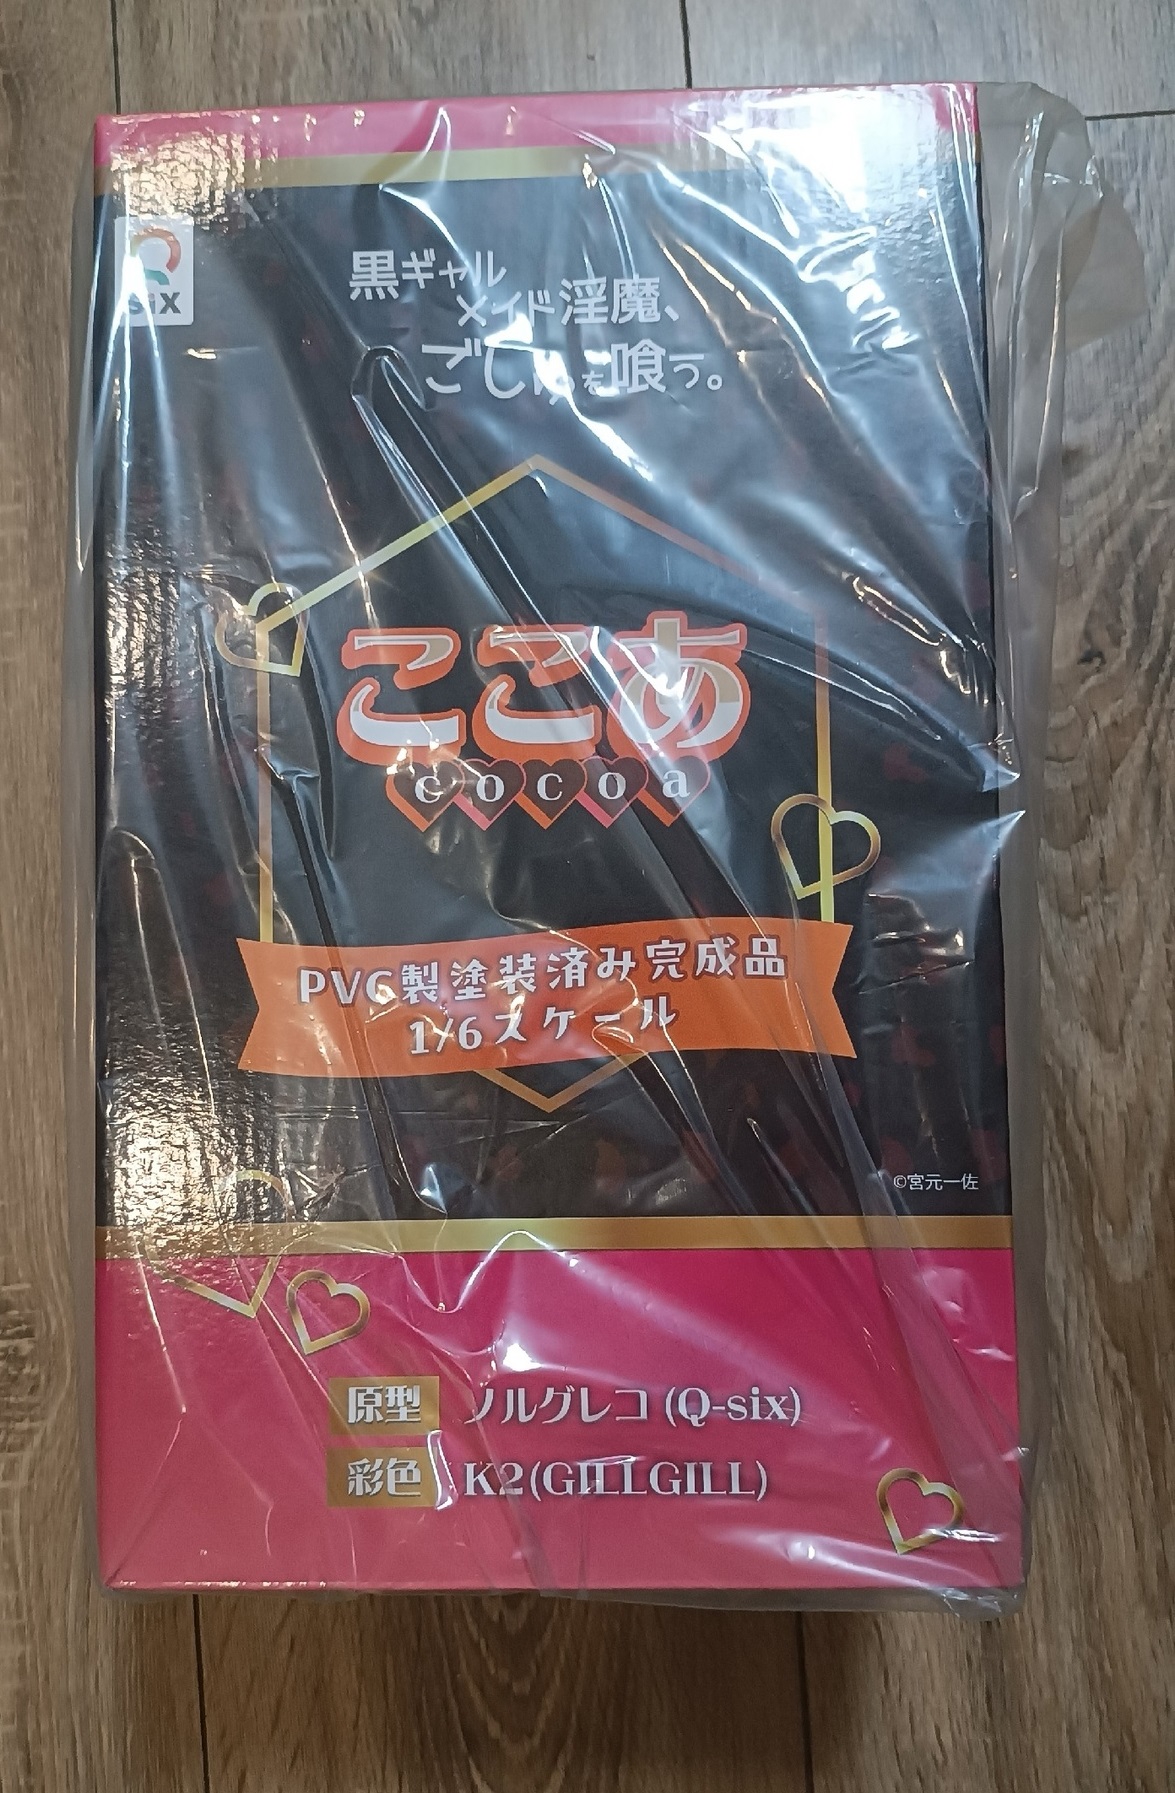 Q
six
黒ギャル
メイド淫魔、
ごしゅを喰う。
ここあ
cocoa
PVC製塗装済み完成品
1/6スケール
©宮元一佐
原型 ノルグレコ (Q-six)
彩色 K2(GILLGILL)